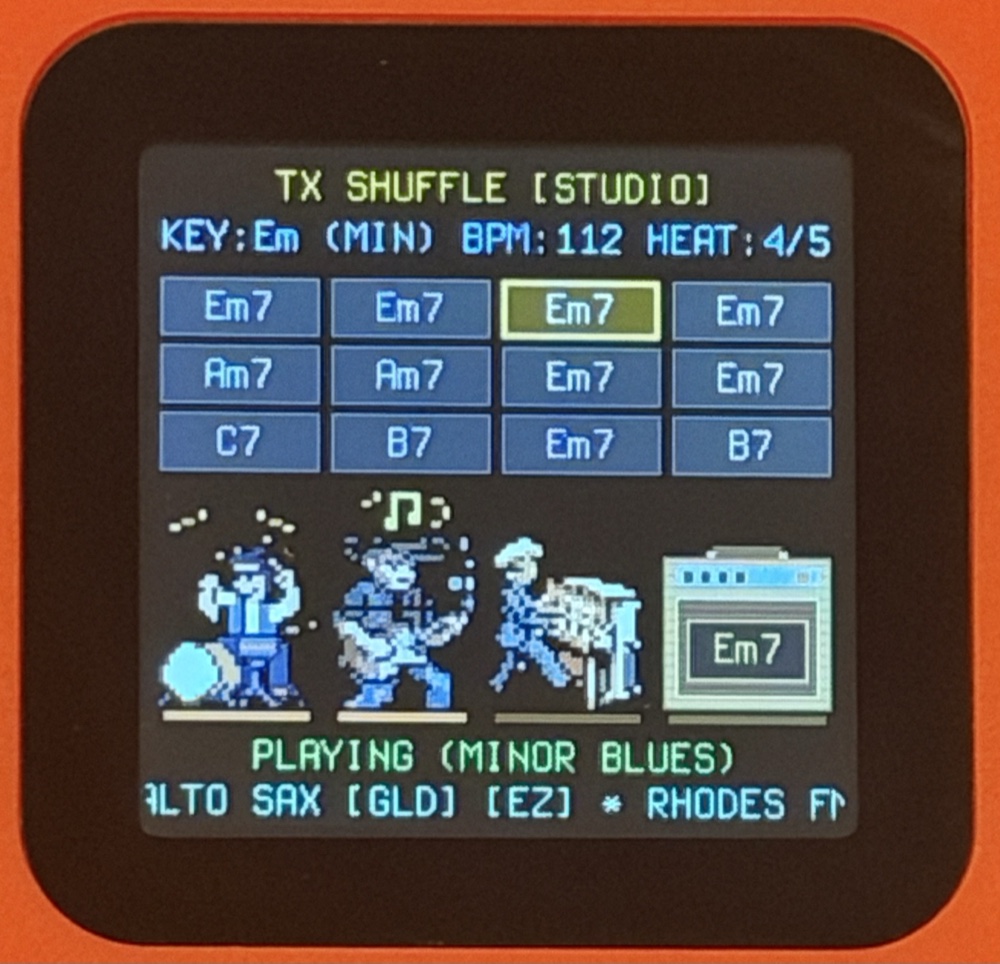 TX SHUFFLE [STUDIO]
KEY:Em (MIN) BPM:112 HEAT:4/5
Em7 Em7 Em7 Em7
Am7 Am7 Em7 Em7
C7 B7 Em7 B7
Em7
PLAYING (MINOR BLUES)
ALTO SAX [GLD] [EZ] * RHODES